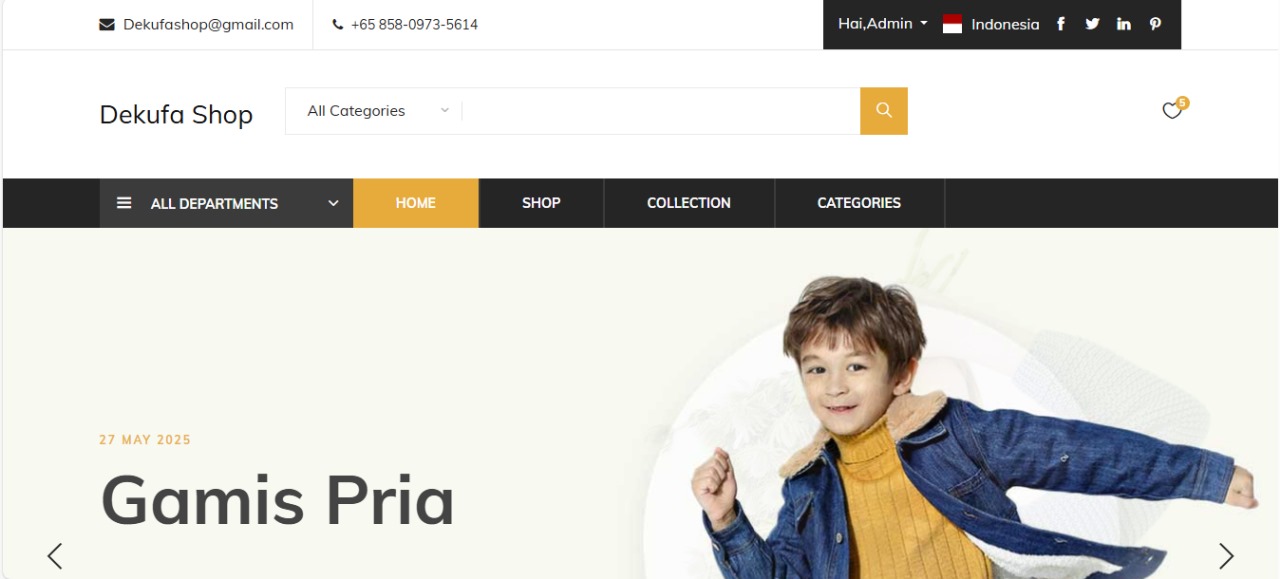 Dekufashop@gmail.com
+65 858-0973-5614
Hai,Admin
Indonesia
Dekufa Shop
All Categories
5
ALL DEPARTMENTS
HOME
SHOP
COLLECTION
CATEGORIES
27 MAY 2025
Gamis Pria